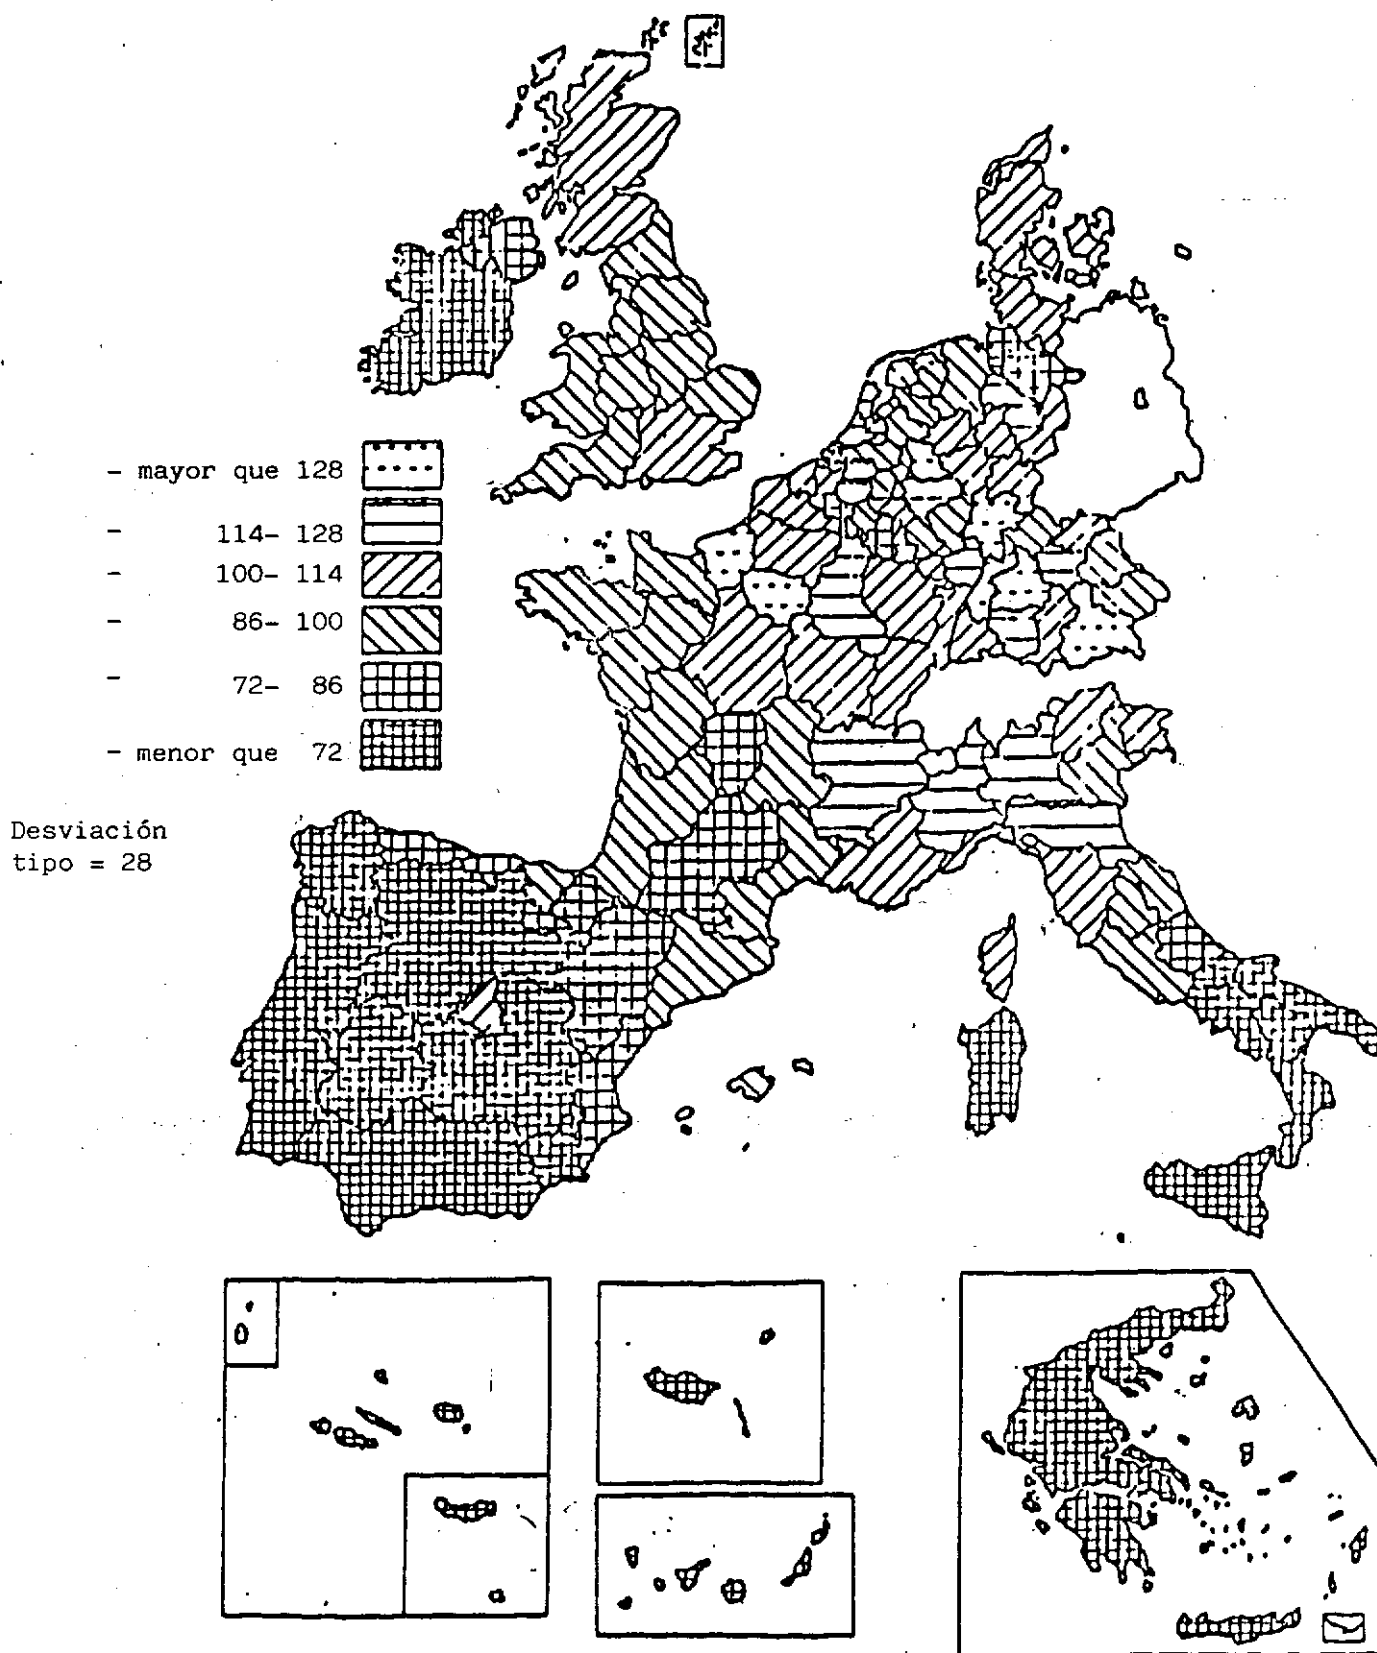 - mayor que 128
- 114- 128
- 100- 114
- 86- 100
- 72- 86
- menor que 72
Desviación
tipo = 28